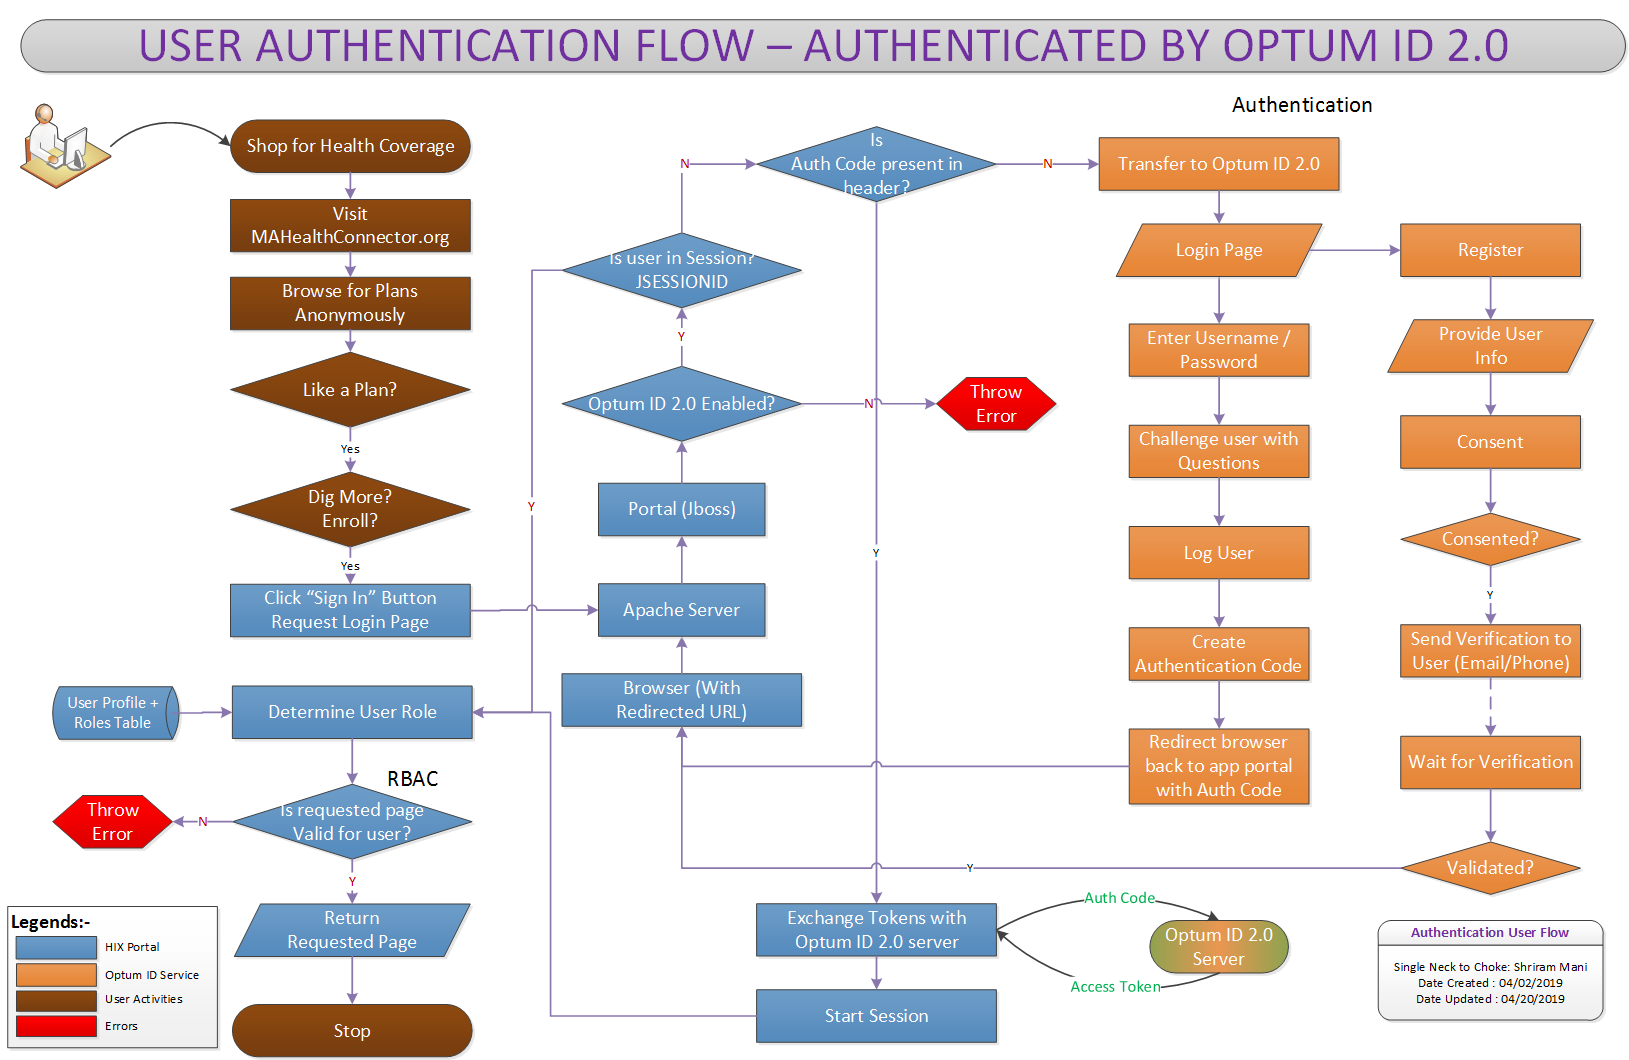 USER AUTHENTICATION FLOW – AUTHENTICATED BY OPTUM ID 2.0
Authentication
Shop for Health Coverage
Visit
MAHealthConnector.org
Browse for Plans
Anonymously
Like a Plan?
Yes
Dig More?
Enroll?
Yes
Click “Sign In” Button
Request Login Page
User Profile +
Roles Table
Determine User Role
RBAC
Is requested page
Valid for user?
N
Throw
Error
Y
Return
Requested Page
Stop
Is
Auth Code present in
header?
N
N
Is user in Session?
JSESSIONID
Y
Y
Optum ID 2.0 Enabled?
N
Throw
Error
Portal (Jboss)
Apache Server
Browser (With
Redirected URL)
Y
Exchange Tokens with
Optum ID 2.0 server
Start Session
Auth Code
Optum ID 2.0
Server
Access Token
Transfer to Optum ID 2.0
Login Page
Enter Username /
Password
Challenge user with
Questions
Log User
Create
Authentication Code
Redirect browser
back to app portal
with Auth Code
Register
Provide User
Info
Consent
Consented?
Y
Send Verification to
User (Email/Phone)
Wait for Verification
Validated?
Y
Legends:-
HIX Portal
Optum ID Service
User Activities
Errors
Authentication User Flow
Single Neck to Choke: Shriram Mani
Date Created : 04/02/2019
Date Updated : 04/20/2019